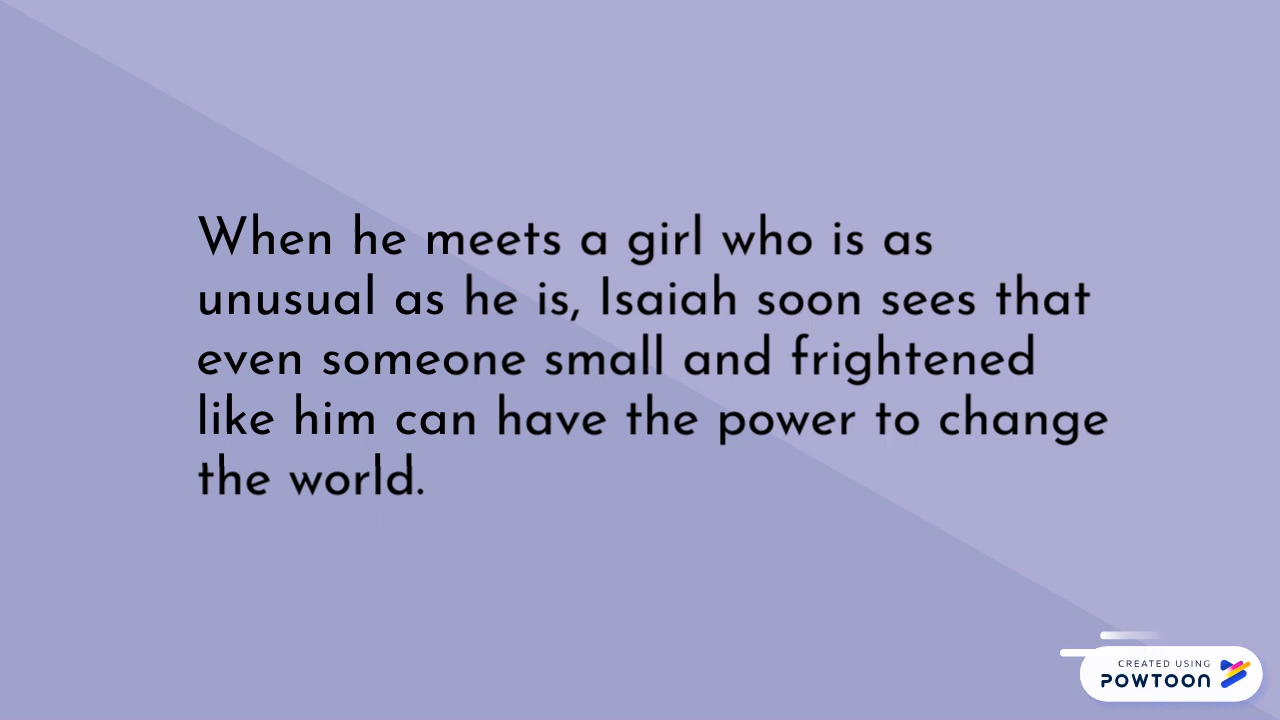 When he meets a girl who is as
unusual as he is, Isaiah soon sees that
even someone small and frightened
like him can have the power to change
the world.
CREATED USING
POWTOON